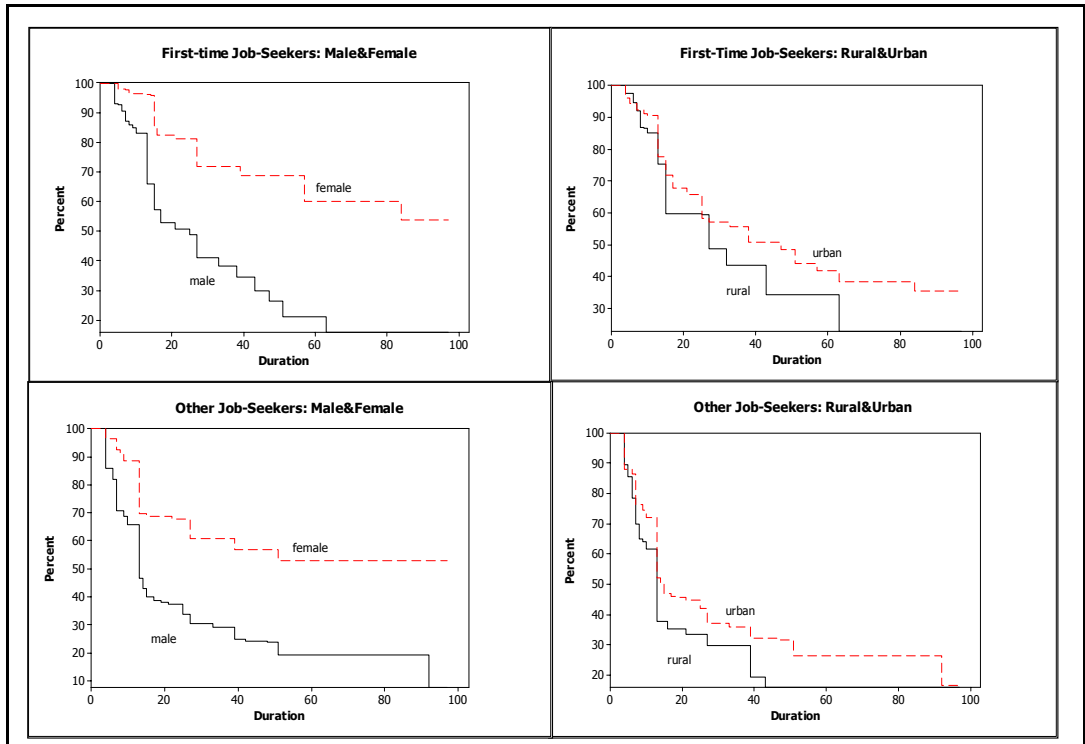 First-time Job-Seekers: Male&Female
100
90
80
70
60
50
40
30
20
Percent
female
male
0 20 40 60 80 100
Duration
First-Time Job-Seekers: Rural&Urban
100
90
80
70
60
50
40
30
Percent
urban
rural
0 20 40 60 80 100
Duration
Other Job-Seekers: Male&Female
100
90
80
70
60
50
40
30
20
10
Percent
female
male
0 20 40 60 80 100
Duration
Other Job-Seekers: Rural&Urban
100
90
80
70
60
50
40
30
20
Percent
urban
rural
0 20 40 60 80 100
Duration